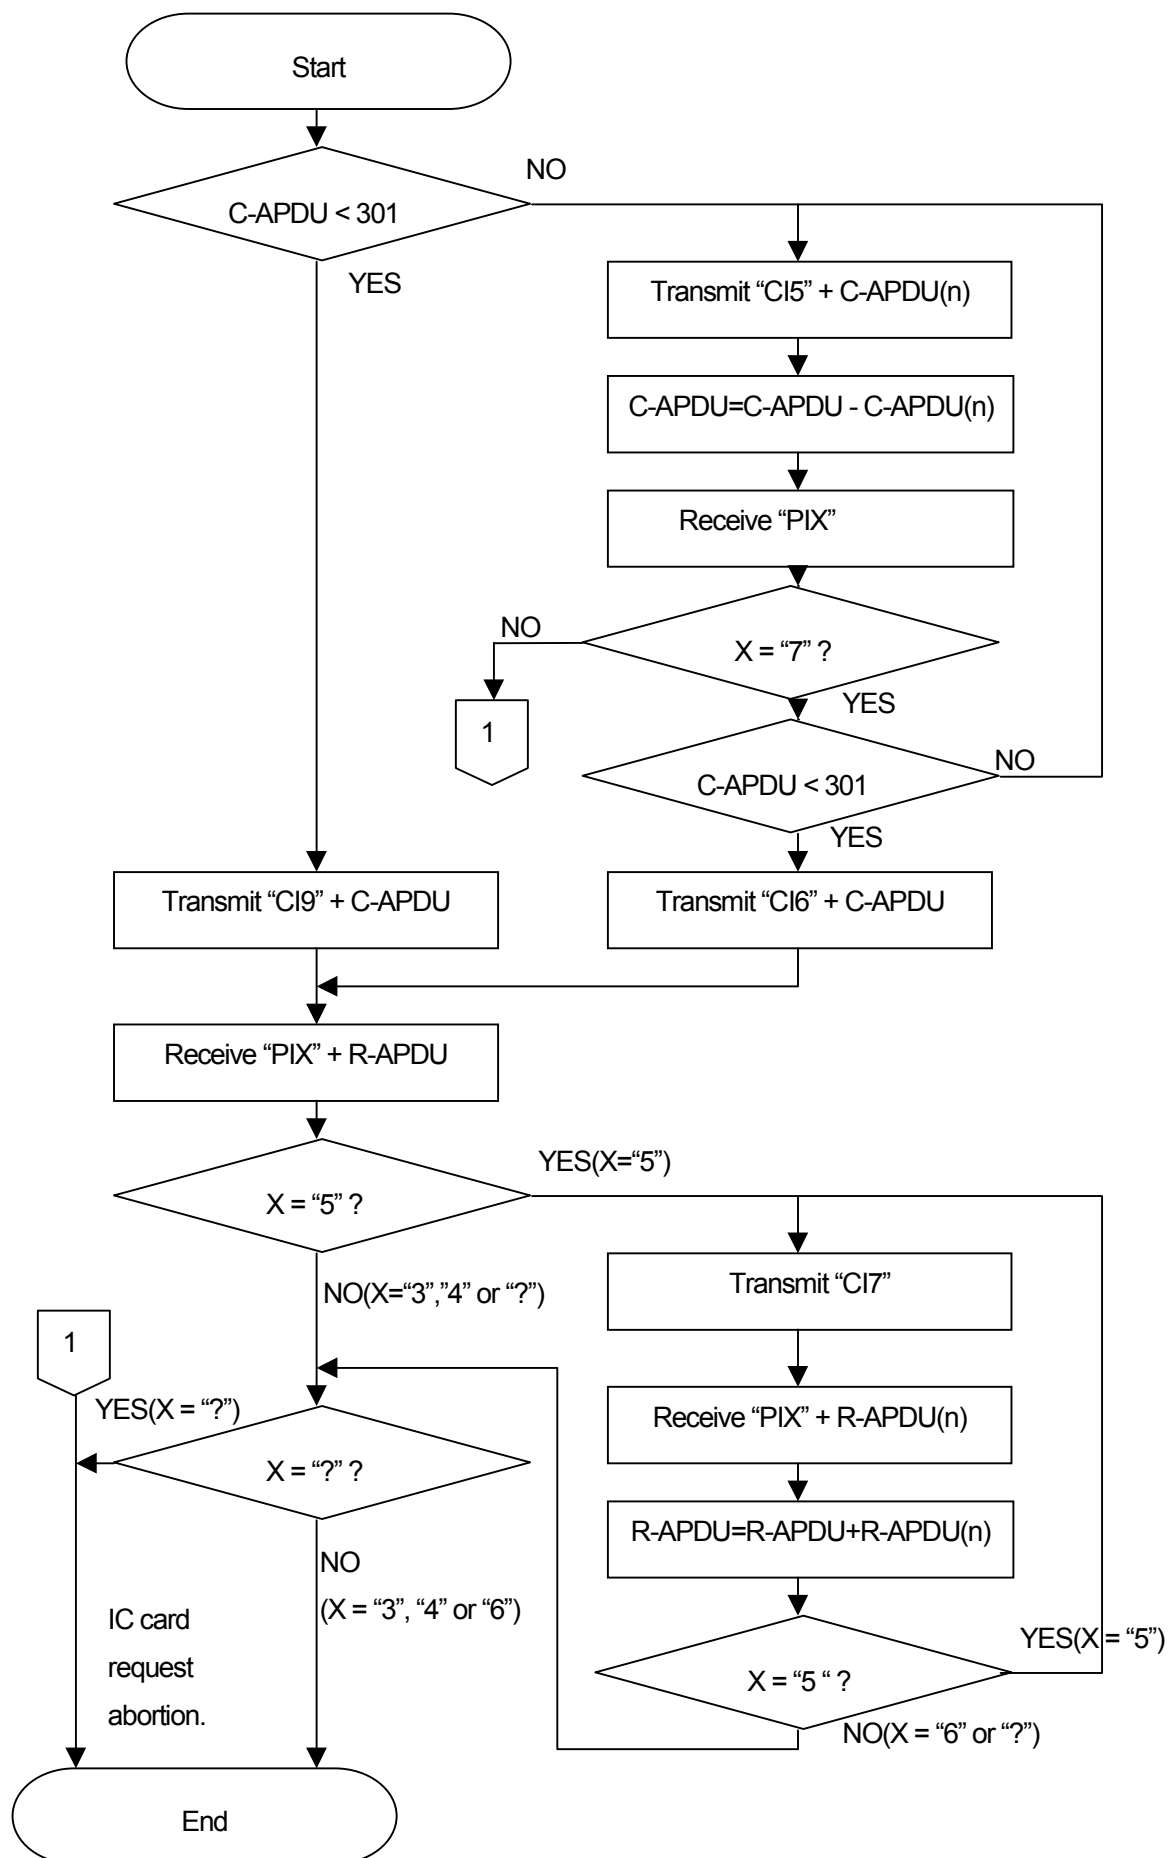 Start
NO
C-APDU < 301
YES
Transmit “CI5” + C-APDU(n)
C-APDU=C-APDU - C-APDU(n)
Receive “PIX”
NO
X = “7” ?
YES
1
C-APDU < 301
NO
YES
Transmit “CI9” + C-APDU
Transmit “CI6” + C-APDU
Receive “PIX” + R-APDU
YES(X=“5”)
X = “5” ?
NO(X=“3”,”4” or “?”)
Transmit “CI7”
1
YES(X = “?”)
Receive “PIX” + R-APDU(n)
X = “?” ?
R-APDU=R-APDU+R-APDU(n)
NO
(X = “3”, “4” or “6”)
IC card
request
abortion.
YES(X = “5”)
X = “5 “ ?
NO(X = “6” or “?”)
End